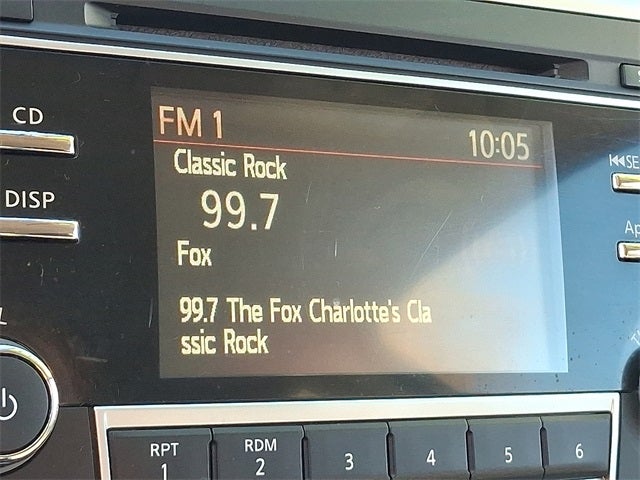 CD
FM 1 10:05
Classic Rock
DISP
99.7
Fox
99.7 The Fox Charlotte's Cla
ssic Rock
RPT
1
RDM
2
3
4
5
6